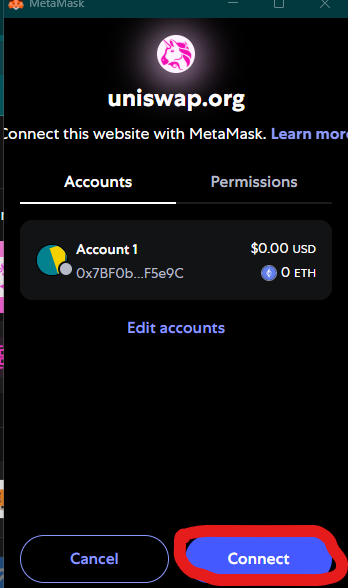 MetaMask
uniswap.org
Connect this website with MetaMask. Learn more
Accounts Permissions
Account 1 $0.00 USD
0x7BF0b...F5e9C 0 ETH
Edit accounts
Cancel Connect